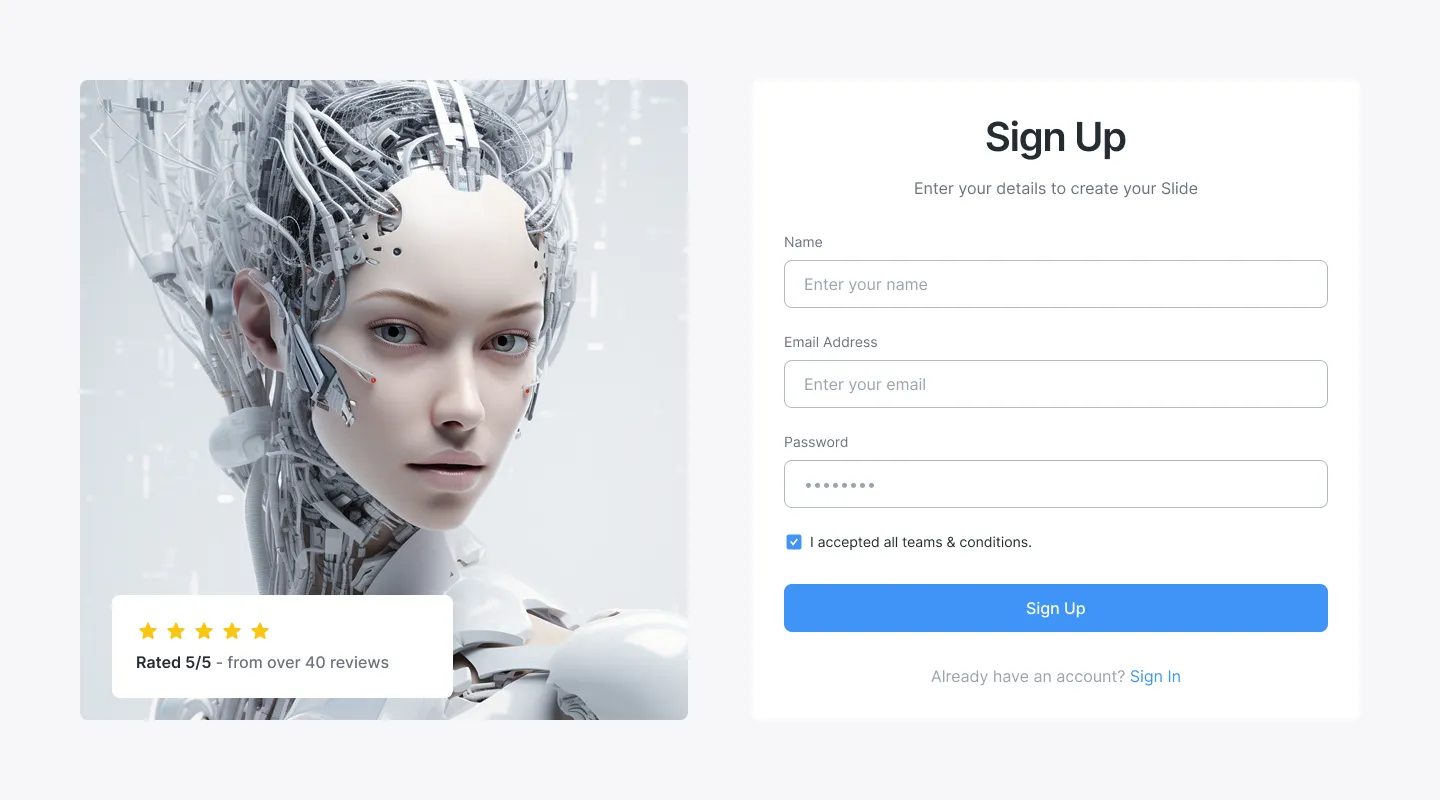 Rated 5/5 - from over 40 reviews
Sign Up
Enter your details to create your Slide
Name
Enter your name
Email Address
Enter your email
Password
••••••••
I accepted all teams & conditions.
Sign Up
Already have an account? Sign In